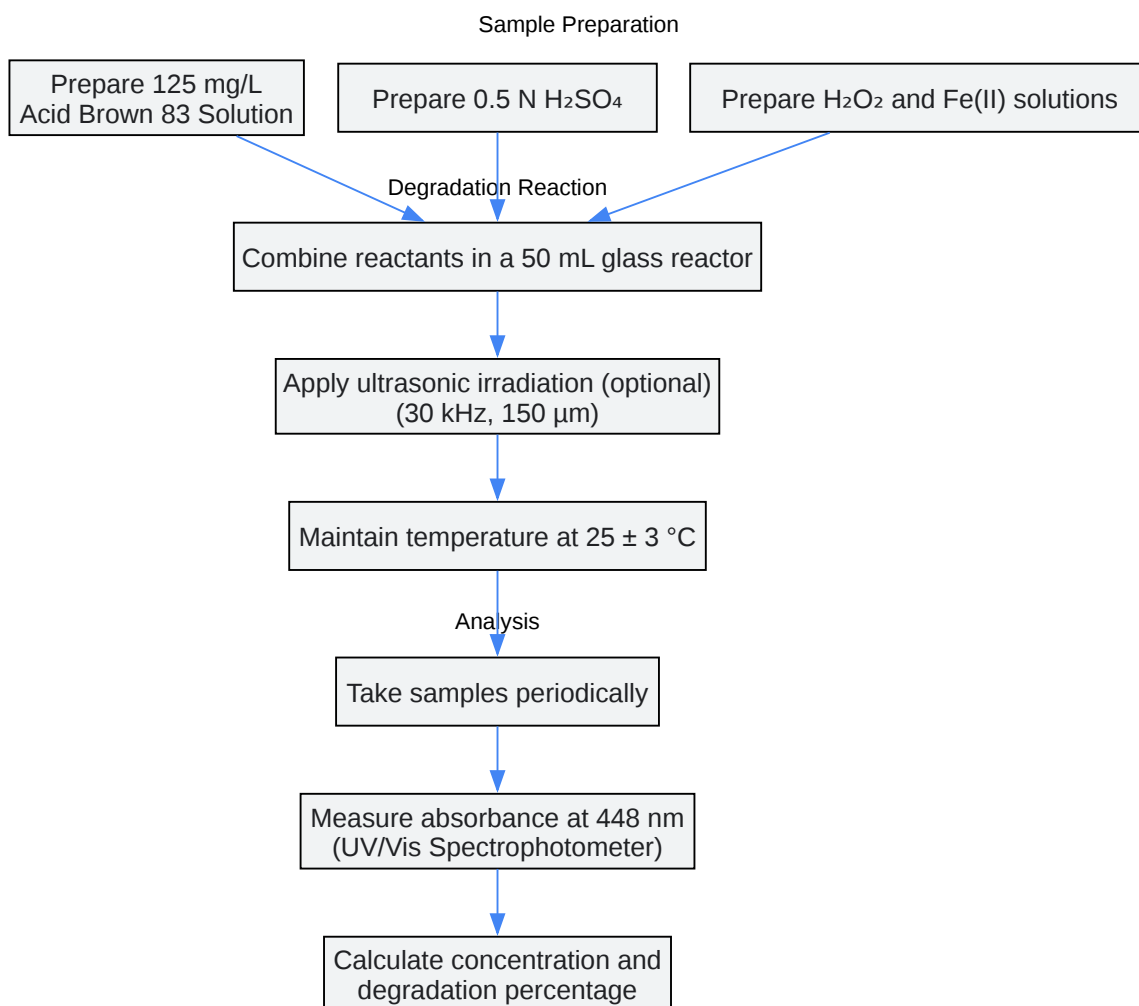 Sample Preparation
Prepare 125 mg/L
Acid Brown 83 Solution
Prepare 0.5 N H₂SO₄
Prepare H₂O₂ and Fe(II) solutions
Degradation Reaction
Combine reactants in a 50 mL glass reactor
Apply ultrasonic irradiation (optional)
(30 kHz, 150 µm)
Maintain temperature at 25 ± 3 °C
Analysis
Take samples periodically
Measure absorbance at 448 nm
(UV/Vis Spectrophotometer)
Calculate concentration and
degradation percentage